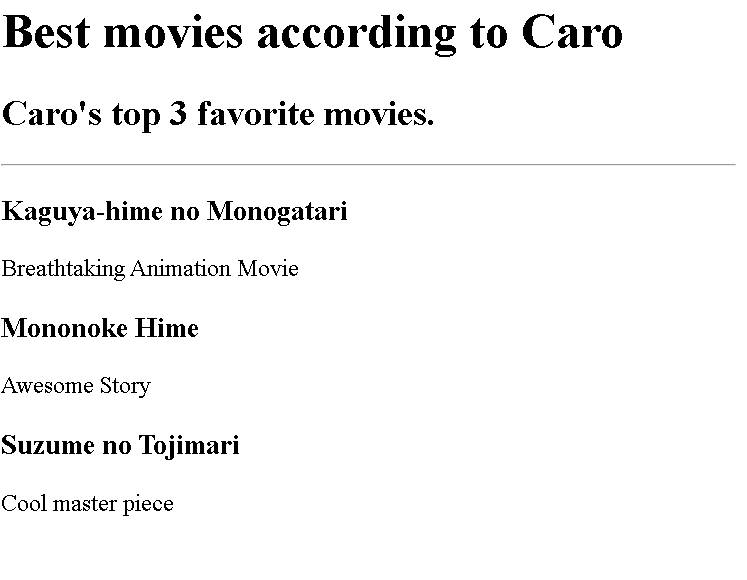 Best movies according to Caro
Caro's top 3 favorite movies.
Kaguya-hime no Monogatari
Breathtaking Animation Movie
Mononoke Hime
Awesome Story
Suzume no Tojimari
Cool master piece